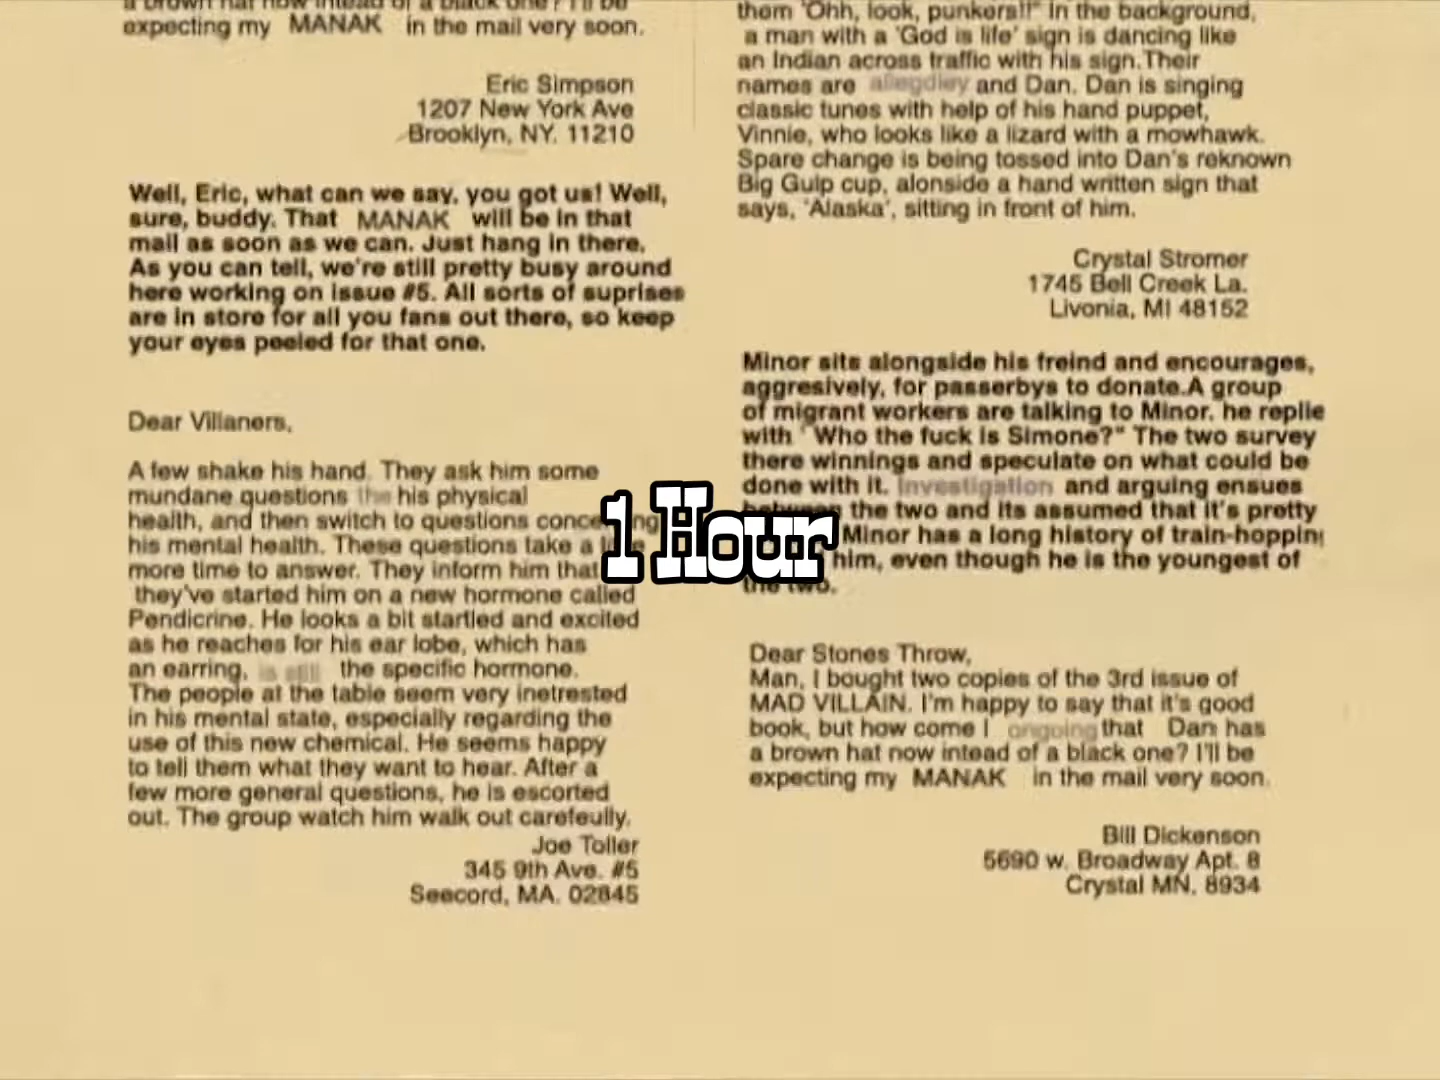 a brown hat now intead of a black one? I'll be
expecting my MANAK in the mail very soon.
Eric Simpson
1207 New York Ave
Brooklyn, NY. 11210
Well, Eric, what can we say, you got us! Well,
sure, buddy. That MANAK will be in that
mail as soon as we can. Just hang in there.
As you can tell, we're still pretty busy around
here working on issue #5. All sorts of suprises
are in store for all you fans out there, so keep
your eyes peeled for that one.
Dear Villaners,
A few shake his hand. They ask him some
mundane questions the his physical
health, and then switch to questions
his mental health. These questions take a
more time to answer. They inform him that
they've started him on a new hormone called
Pendicrine. He looks a bit startled and excited
as he reaches for his ear lobe, which has
an earring, is still the specific hormone.
The people at the table seem very inetrested
in his mental state, especially regarding the
use of this new chemical. He seems happy
to tell them what they want to hear. After a
few more general questions, he is escorted
out. The group watch him walk out carefeully.
Joe Toller
345 9th Ave. #5
Seecord, MA. 02845
them 'Ohh, look, punkers!!" In the background,
a man with a 'God is life' sign is dancing like
an Indian across traffic with his sign.Their
names are allegdley and Dan. Dan is singing
classic tunes with help of his hand puppet,
Vinnie, who looks like a lizard with a mowhawk.
Spare change is being tossed into Dan's reknown
Big Gulp cup, alonside a hand written sign that
says, 'Alaska', sitting in front of him.
Crystal Stromer
1745 Bell Creek La.
Livonia, MI 48152
Minor sits alongside his freind and encourages,
aggresively, for passerbys to donate.A group
of migrant workers are talking to Minor. he replie
with ' Who the fuck is Simone?" The two survey
there winnings and speculate on what could be
done with it. Investigation and arguing ensues
between the two and its assumed that it's pretty
Minor has a long history of train-hopping
him, even though he is the youngest of
the two.
Dear Stones Throw,
Man, I bought two copies of the 3rd issue of
MAD VILLAIN. I'm happy to say that it's good
book, but how come I ongoing that Dan has
a brown hat now intead of a black one? I'll be
expecting my MANAK in the mail very soon.
Bill Dickenson
5690 w. Broadway Apt. 8
Crystal MN. 8934
1 Hour